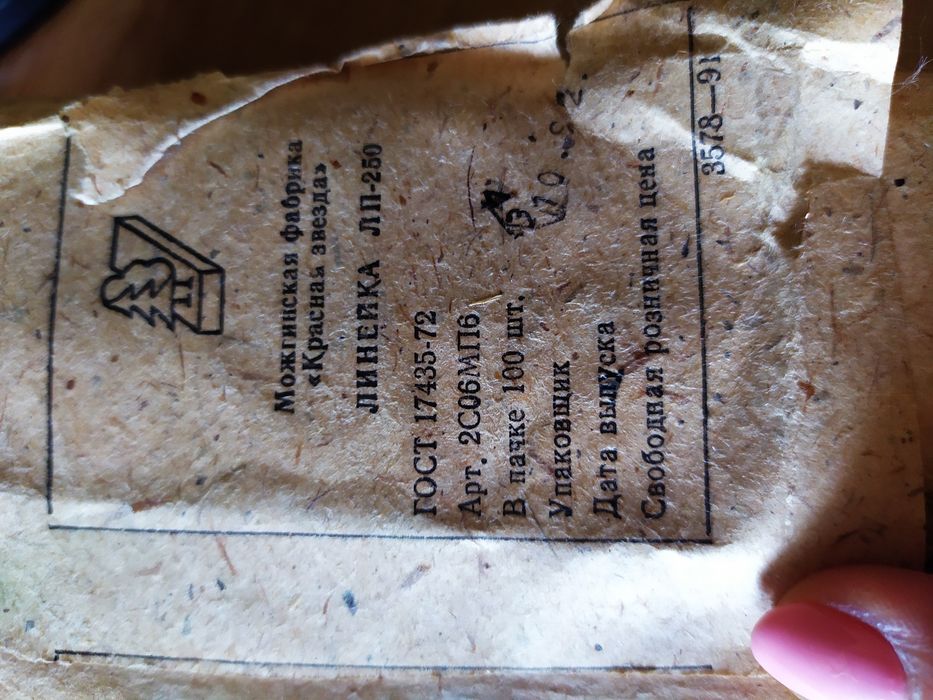 Можгинская фабрика
«Красная звезда»
ЛИНЕЙКА ЛП-250
ГОСТ 17435-72
Арт. 2С06МП6
В пачке 100 шт.
Упаковщик
Дата выпуска
Свободная розничная цена
3578—91